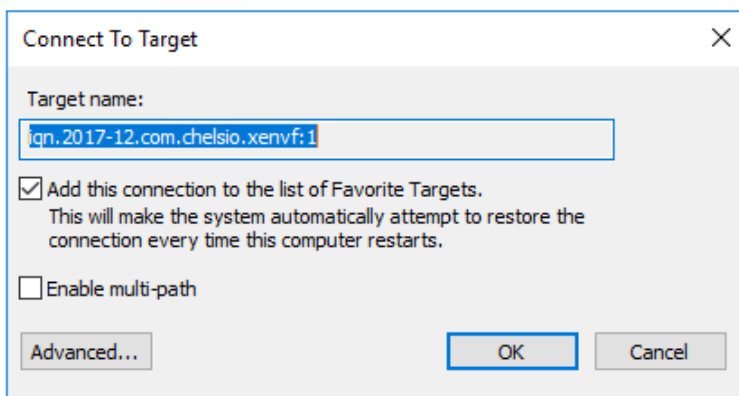 Connect To Target
Target name:
iqn.2017-12.com.chelsio.xenvf:1
Add this connection to the list of Favorite Targets.
This will make the system automatically attempt to restore the
connection every time this computer restarts.
Enable multi-path
Advanced...
OK
Cancel